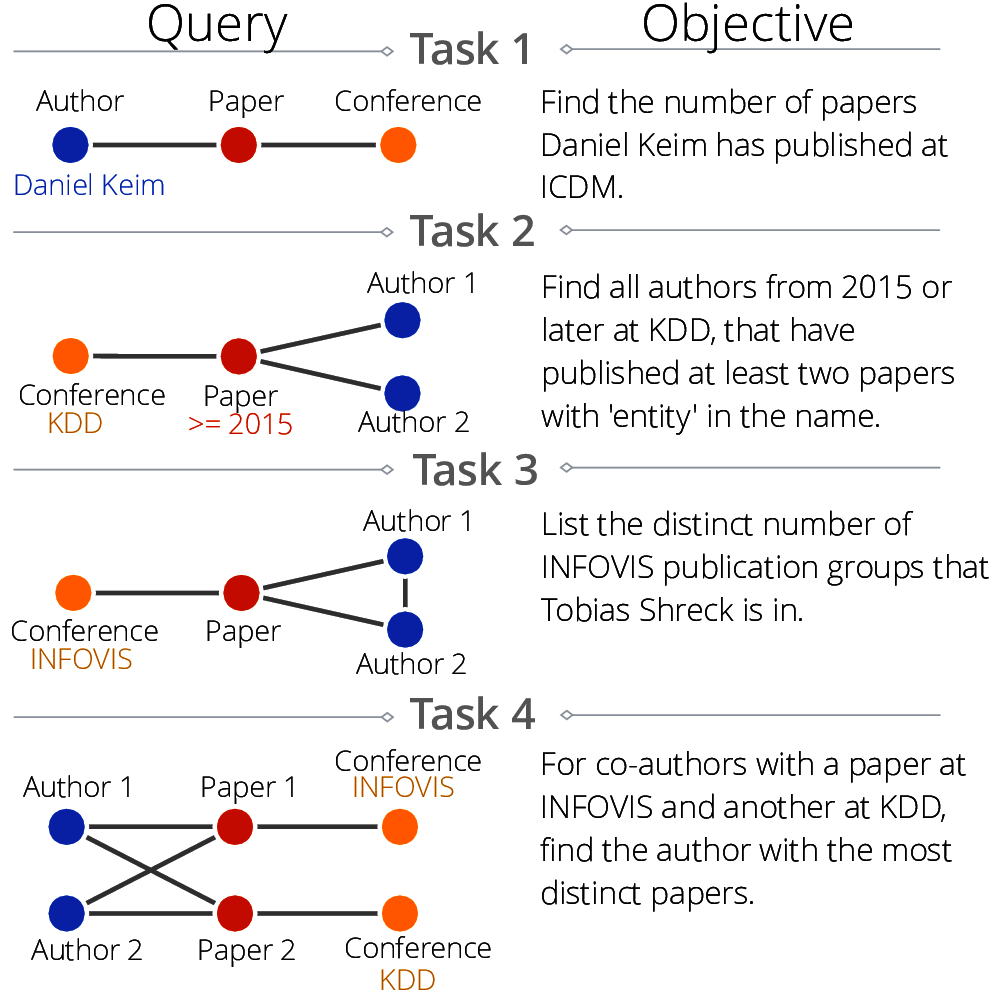 Query
Objective
Task 1
Author
Paper
Conference
Daniel Keim
Find the number of papers
Daniel Keim has published at
ICDM.
Task 2
Author 1
Conference
KDD
Paper
>= 2015
Author 2
Find all authors from 2015 or
later at KDD, that have
published at least two papers
with 'entity' in the name.
Task 3
Author 1
Conference
INFOVIS
Paper
Author 2
List the distinct number of
INFOVIS publication groups that
Tobias Shreck is in.
Task 4
Author 1
Paper 1
Conference
INFOVIS
Author 2
Paper 2
Conference
KDD
For co-authors with a paper at
INFOVIS and another at KDD,
find the author with the most
distinct papers.